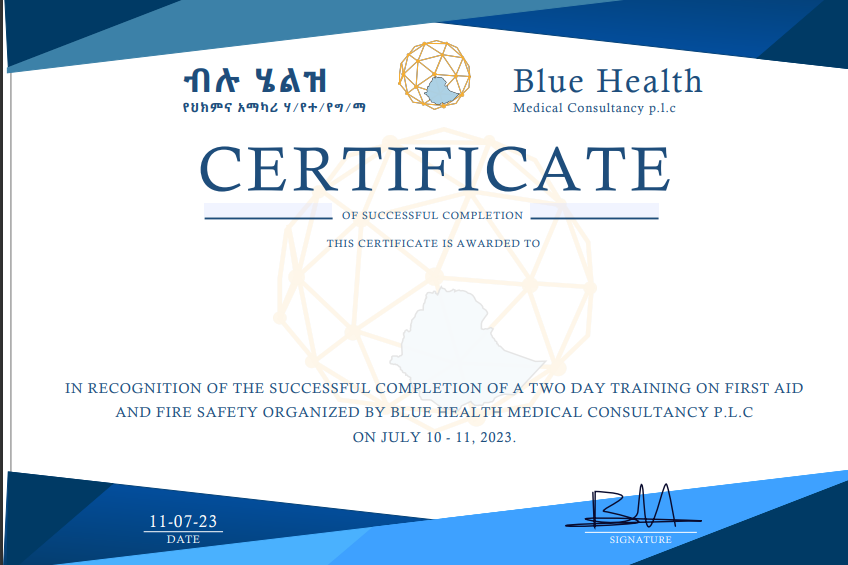 ብሉ ሄልዝ
የህክምና አማካሪ ሃ/የተ/የግ/ማ
Blue Health
Medical Consultancy p.l.c
CERTIFICATE
OF SUCCESSFUL COMPLETION
THIS CERTIFICATE IS AWARDED TO
IN RECOGNITION OF THE SUCCESSFUL COMPLETION OF A TWO DAY TRAINING ON FIRST AID
AND FIRE SAFETY ORGANIZED BY BLUE HEALTH MEDICAL CONSULTANCY P.L.C
ON JULY 10 - 11, 2023.
11-07-23
DATE
SIGNATURE